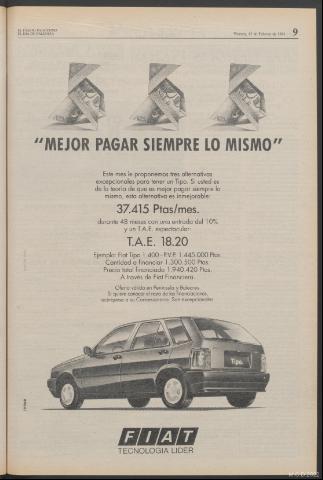 9
"MEJOR PAGAR SIEMPRE LO MISMO"
Este mes le proponemos tres alternativas
excepcionales para tener un Tipo. Si usted es
de la teoría de que es mejor pagar siempre lo
mismo, esta alternativa es inmejorable:
37.415 Ptas/mes.
durante 48 meses con una entrada del 10%
y un T.A.E. espectacular:
T.A.E. 18.20
Ejemplo: Fiat Tipo 1.400-P.V.P. 1.445.000 Ptas
Cantidad a financiar 1.300.500 Ptas
Precio total financiado 1.940.420 Ptas.
A través de Fiat Financiera.
Oferta válida en Península y Baleares
Si quiere conocer el resto de las financiaciones,
acérquese a su Concesionario. Son excepcionales
Tipo.
FIAT
TECNOLOGIA LIDER